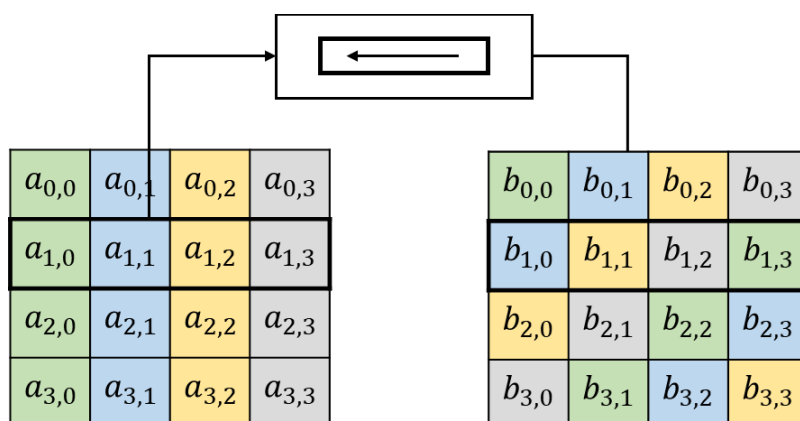 a0,0 a0,1 a0,2 a0,3 b0,0 b0,1 b0,2 b0,3
a1,0 a1,1 a1,2 a1,3 b1,0 b1,1 b1,2 b1,3
a2,0 a2,1 a2,2 a2,3 b2,0 b2,1 b2,2 b2,3
a3,0 a3,1 a3,2 a3,3 b3,0 b3,1 b3,2 b3,3